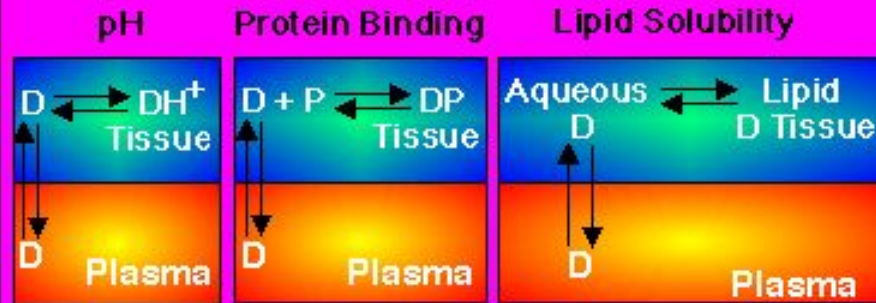 pH
D DH⁺
Tissue
D
Plasma
Protein Binding
D + P DP
Tissue
D
Plasma
Lipid Solubility
Aqueous Lipid
D D Tissue
D
Plasma